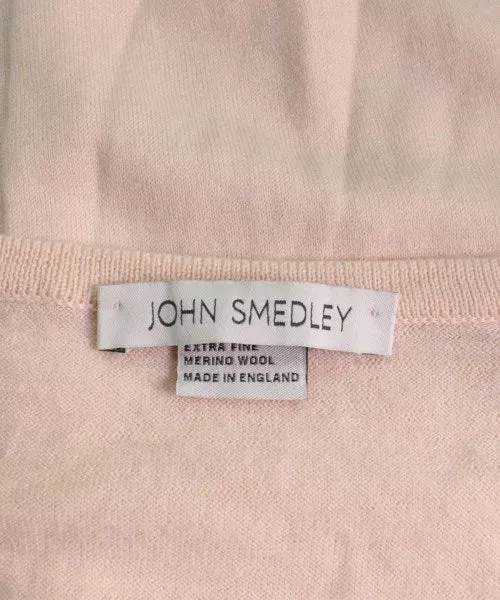 JOHN SMEDLEY
EXTRA FINE
MERINO WOOL
MADE IN ENGLAND